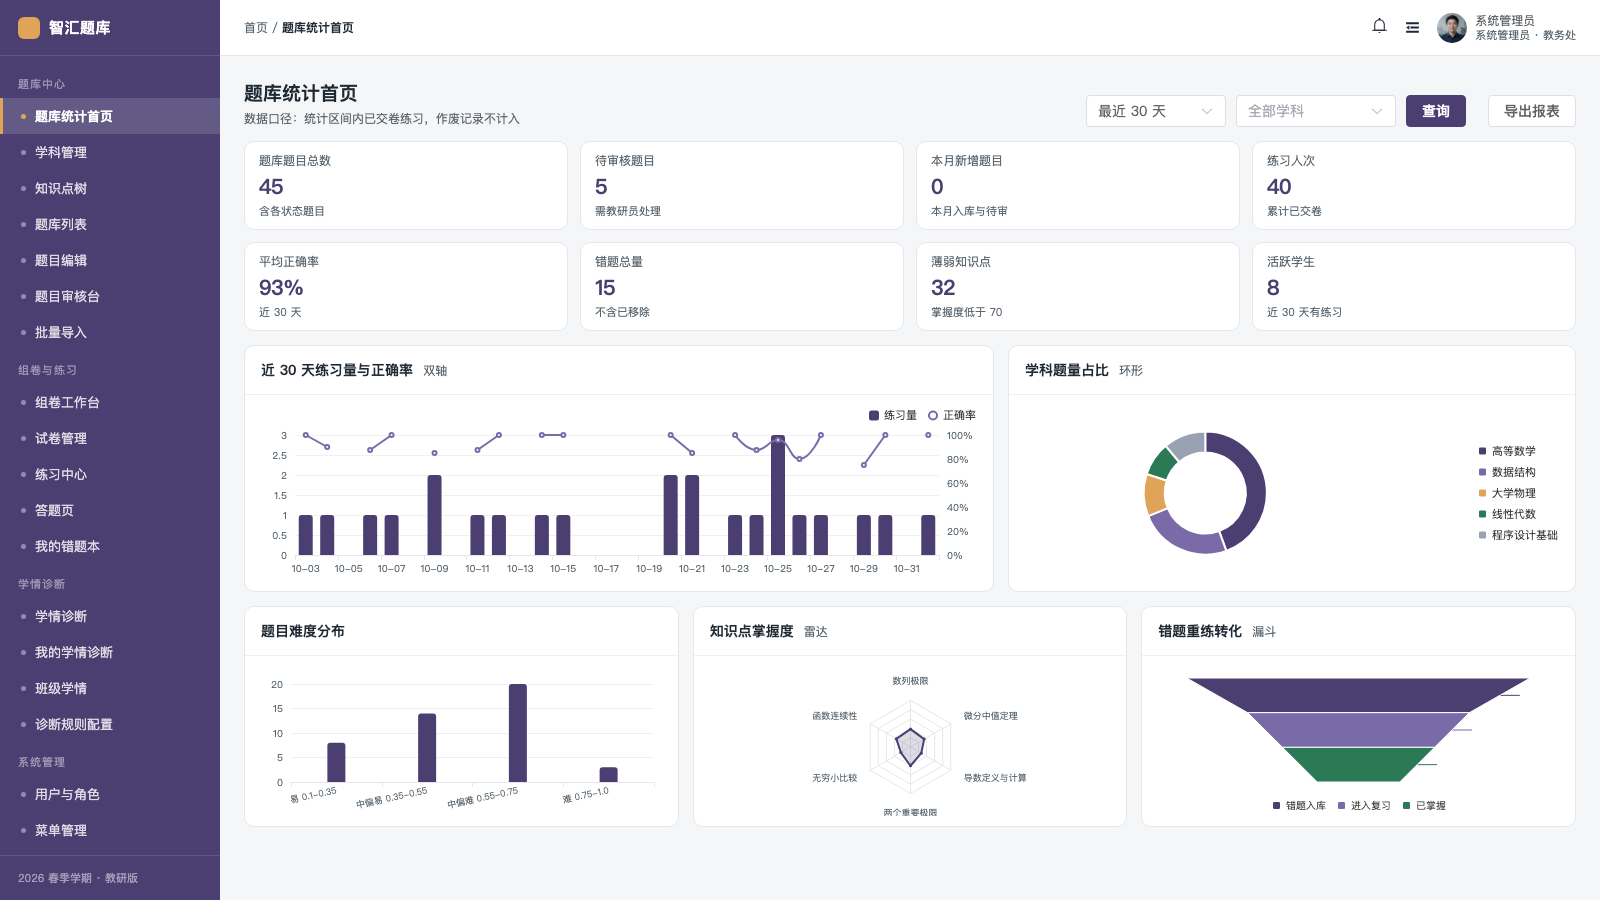 智汇题库
题库中心
题库统计首页
学科管理
知识点树
题库列表
题目编辑
题目审核台
批量导入
组卷与练习
组卷工作台
试卷管理
练习中心
答题页
我的错题本
学情诊断
学情诊断
我的学情诊断
班级学情
诊断规则配置
系统管理
用户与角色
菜单管理
2026 春季学期 · 教研版
首页 / 题库统计首页
系统管理员
系统管理员 · 教务处
题库统计首页
数据口径：统计区间内已交卷练习，作废记录不计入
最近 30 天
全部学科
查询
导出报表
题库题目总数
45
含各状态题目
待审核题目
5
需教研员处理
本月新增题目
0
本月入库与待审
练习人次
40
累计已交卷
平均正确率
93%
近 30 天
错题总量
15
不含已移除
薄弱知识点
32
掌握度低于 70
活跃学生
8
近 30 天有练习
近 30 天练习量与正确率 双轴
练习量 正确率
3
2.5
2
1.5
1
0.5
0
100%
80%
60%
40%
20%
0%
10-03 10-05 10-07 10-09 10-11 10-13 10-15 10-17 10-19 10-21 10-23 10-25 10-27 10-29 10-31
学科题量占比 环形
高等数学
数据结构
大学物理
线性代数
程序设计基础
题目难度分布
20
15
10
5
0
易 0.1-0.35 中偏易 0.35-0.55 中偏难 0.55-0.75 难 0.75-1.0
知识点掌握度 雷达
数列极限
函数连续性
微分中值定理
无穷小比较
导数定义与计算
两个重要极限
错题重练转化 漏斗
错题入库 进入复习 已掌握